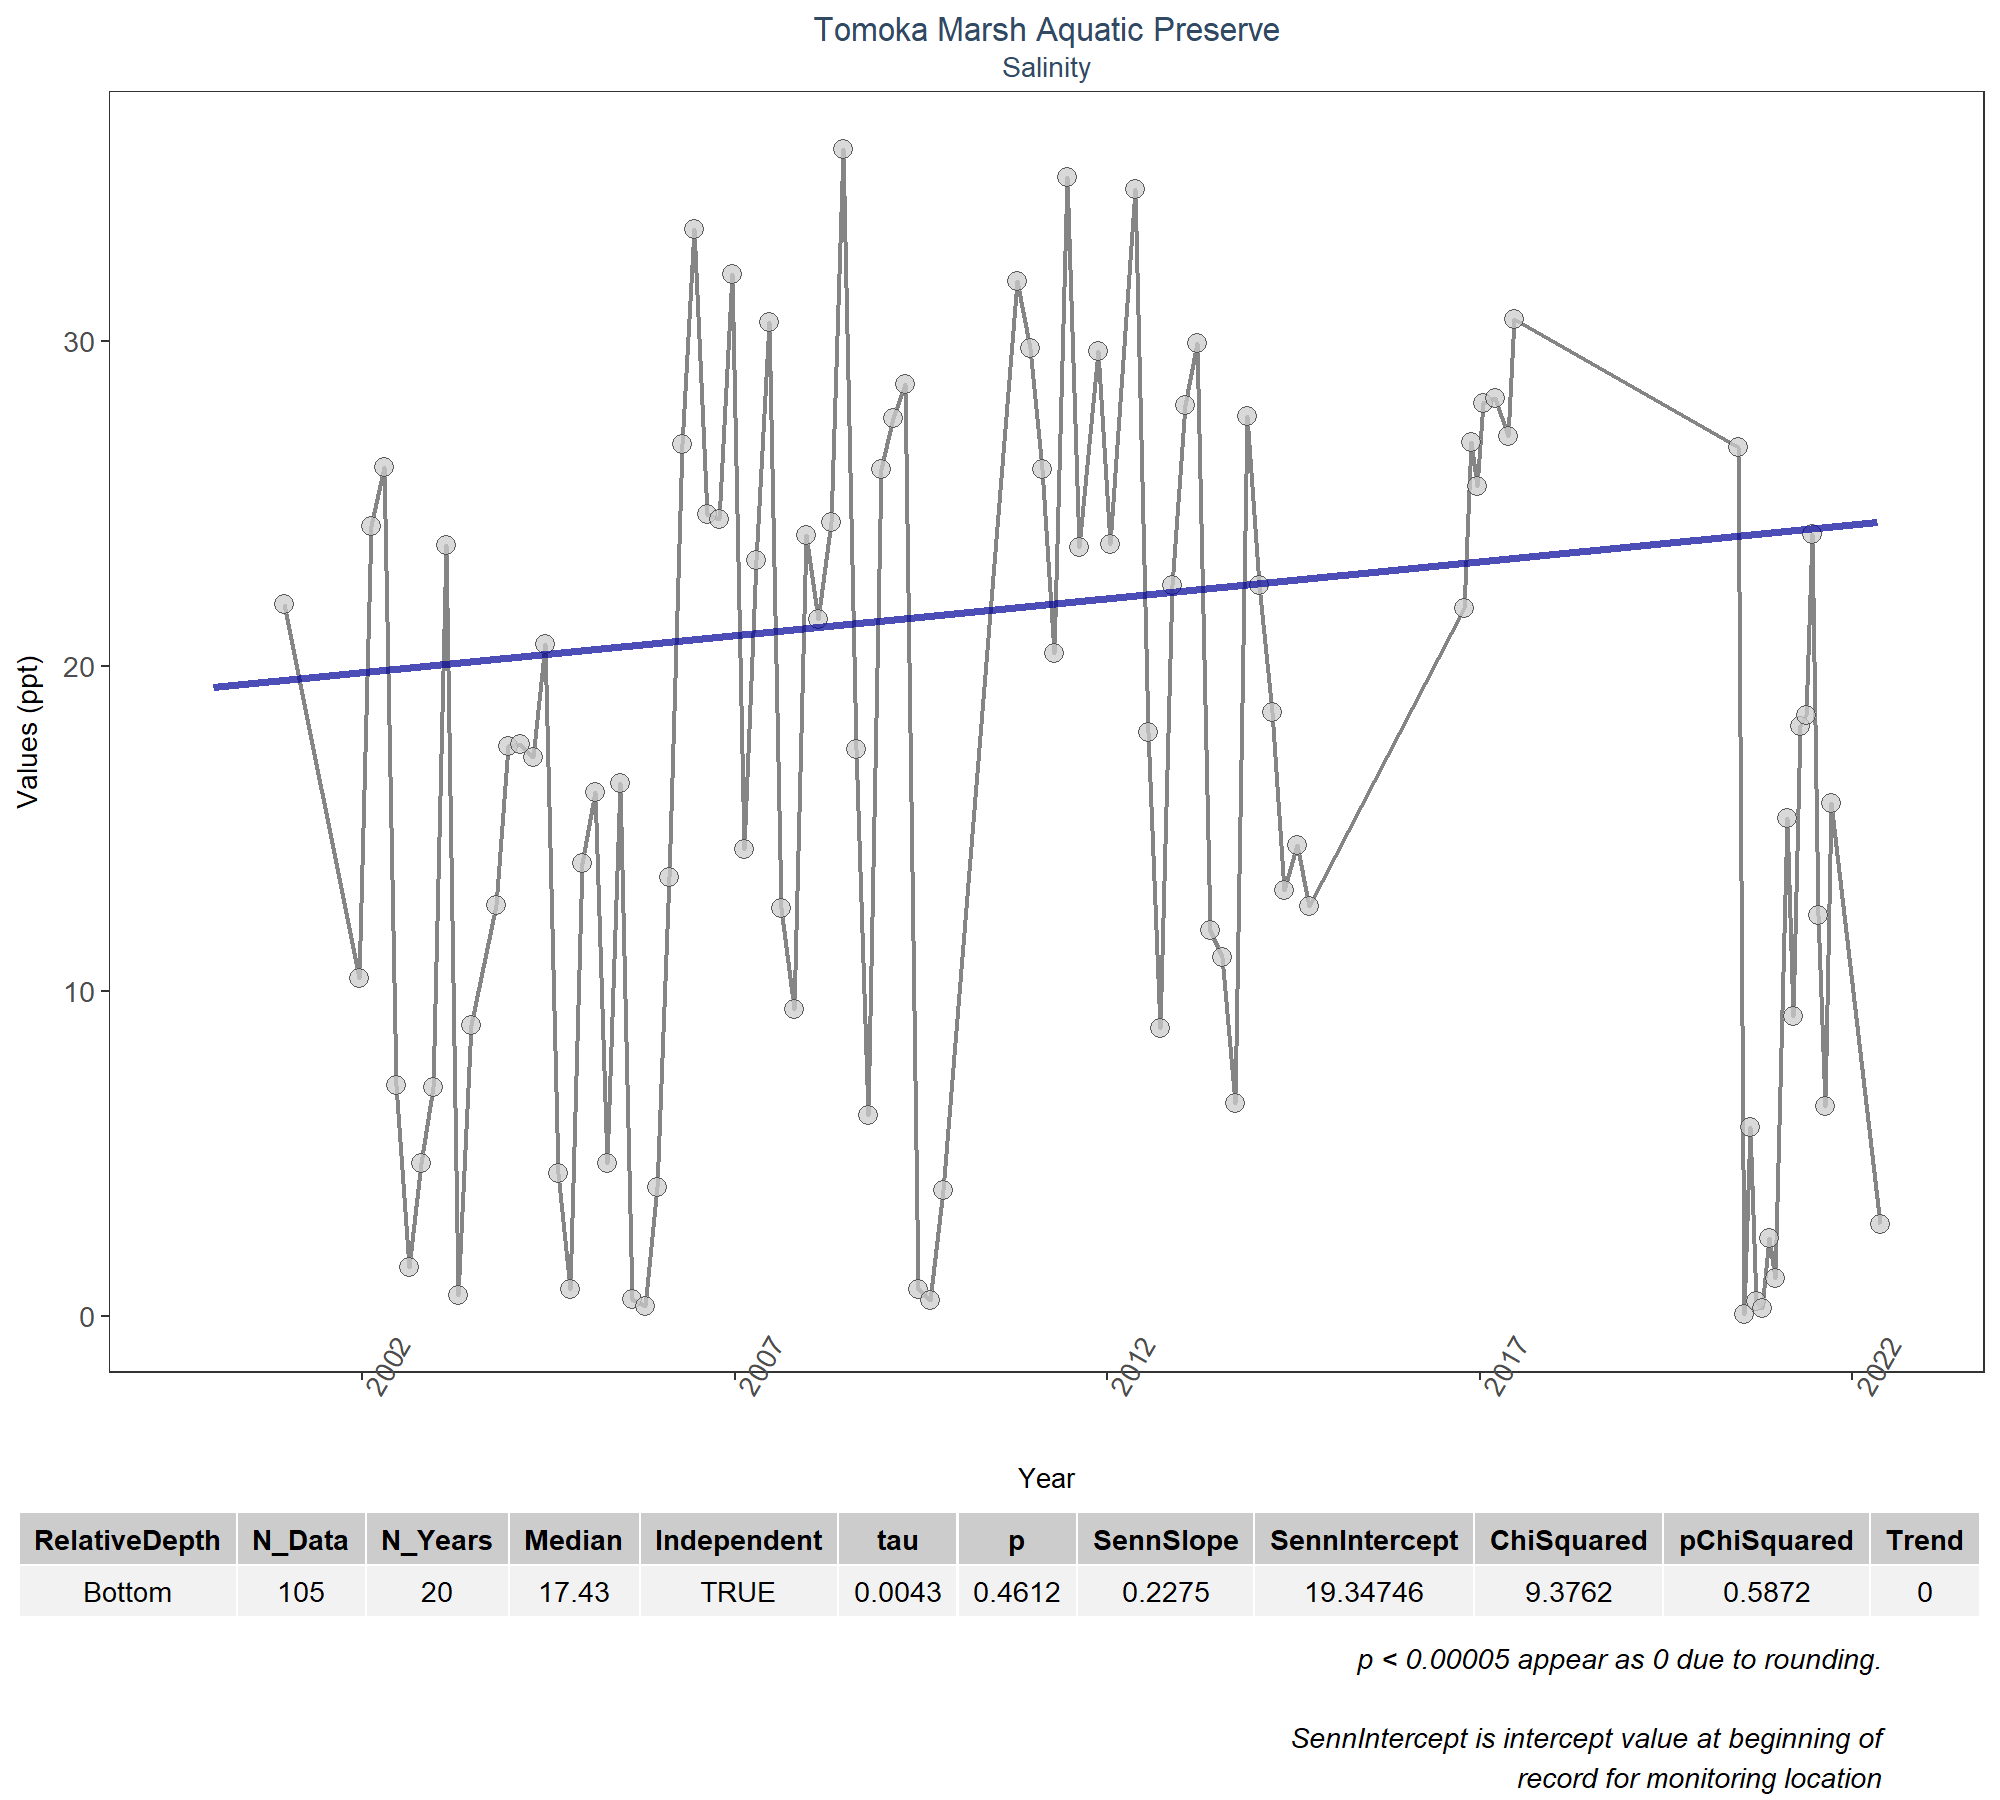 Tomoka Marsh Aquatic Preserve
Salinity
Values (ppt)
30
20
10
0
2002 2007 2012 2017 2022
Year
RelativeDepth N_Data N_Years Median Independent tau p SennSlope SennIntercept ChiSquared pChiSquared Trend
Bottom 105 20 17.43 TRUE 0.0043 0.4612 0.2275 19.34746 9.3762 0.5872 0
p < 0.00005 appear as 0 due to rounding.
SennIntercept is intercept value at beginning of
record for monitoring location